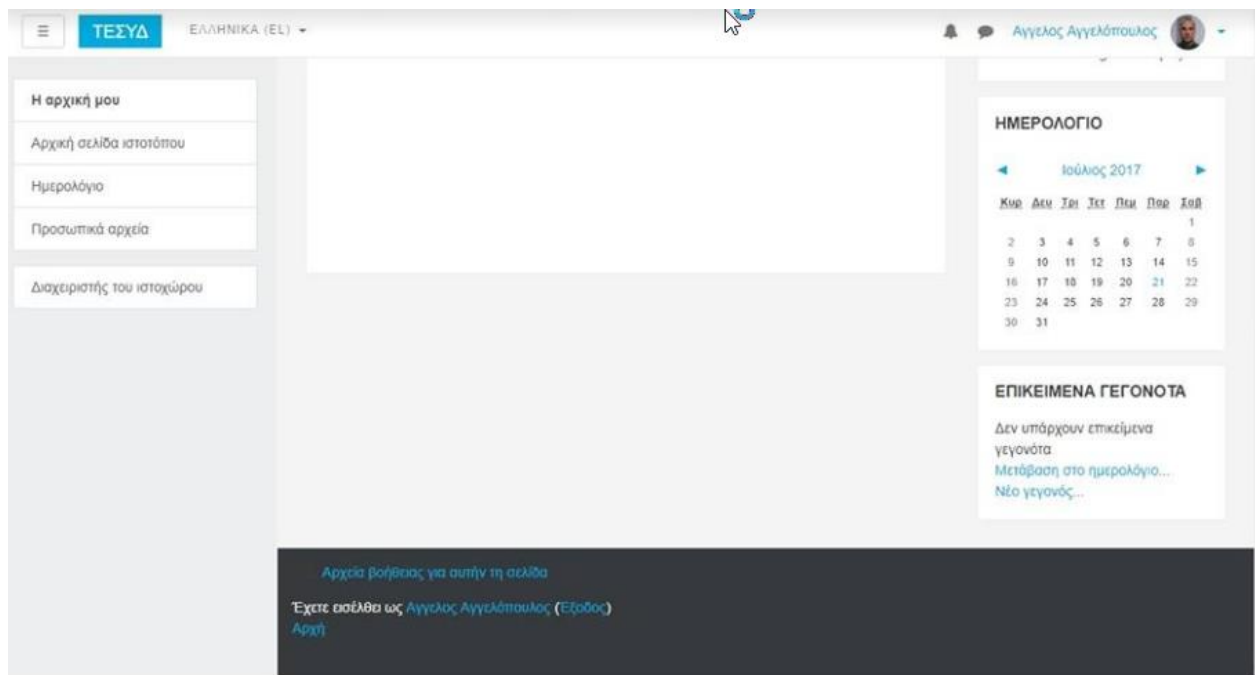 ΤΕΣΥΔ
ΕΛΛΗΝΙΚΑ (EL)
Αγγελος Αγγελόπουλος
Η αρχική μου
Αρχική σελίδα ιστοτόπου
Ημερολόγιο
Προσωπικά αρχεία
Διαχειριστής του ιστοχώρου
ΗΜΕΡΟΛΟΓΙΟ
◄ Ιούλιος 2017 ►
Κυρ Δευ Τρι Τετ Πεμ Παρ Σαβ
1
2 3 4 5 6 7 8
9 10 11 12 13 14 15
16 17 18 19 20 21 22
23 24 25 26 27 28 29
30 31
ΕΠΙΚΕΙΜΕΝΑ ΓΕΓΟΝΟΤΑ
Δεν υπάρχουν επικείμενα
γεγονότα
Μετάβαση στο ημερολόγιο...
Νέο γεγονός...
Αρχεία βοήθειας για αυτήν τη σελίδα
Έχετε εισέλθει ως Αγγελος Αγγελόπουλος (Έξοδος)
Αρχή